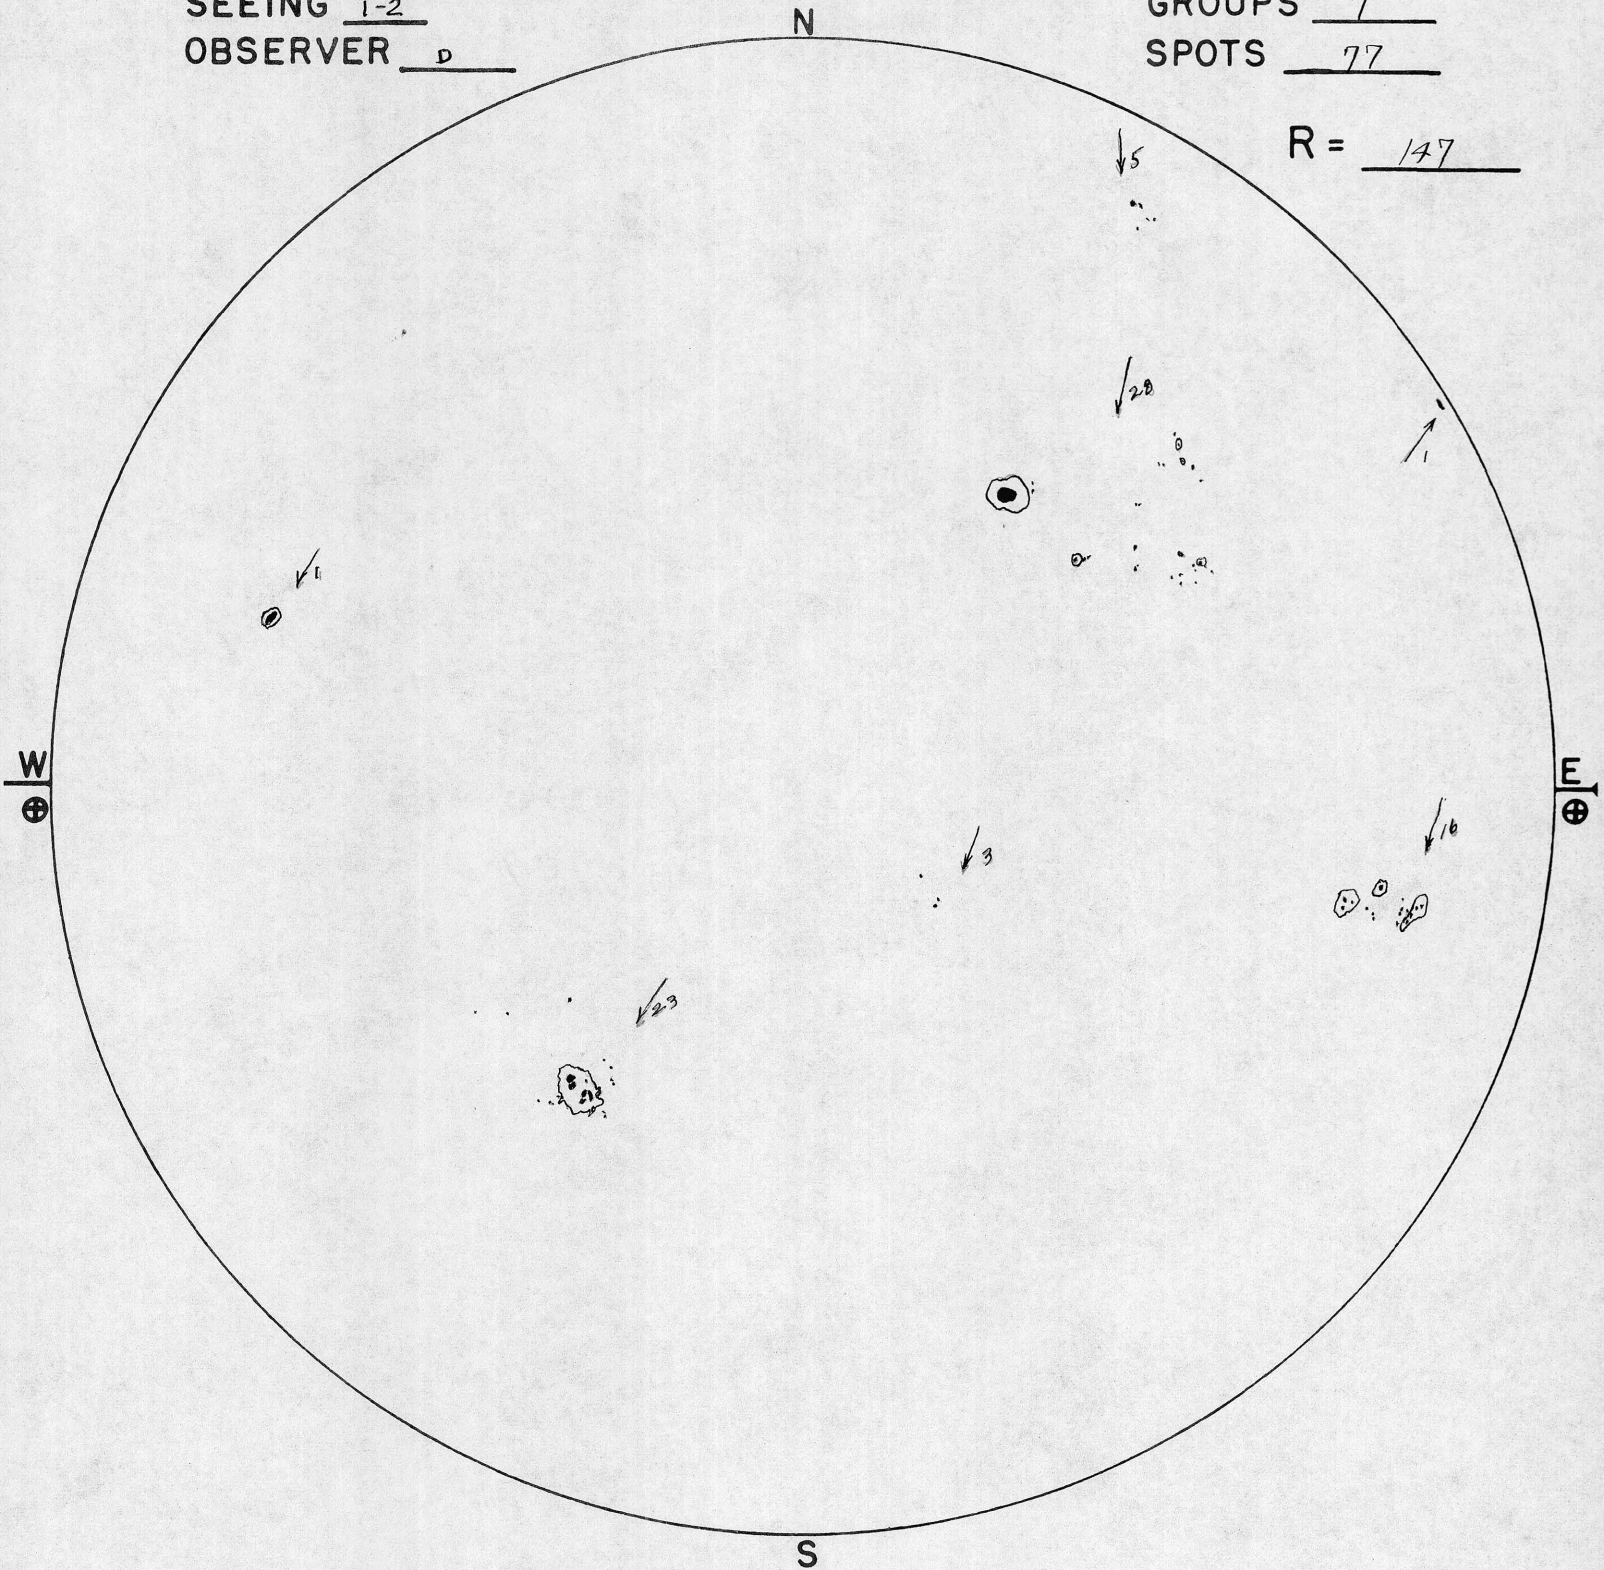 SEEING 1-2
GROUPS 7
N
OBSERVER D
SPOTS 77
R = 147
5
28
1
1
W
E
16
3
23
S